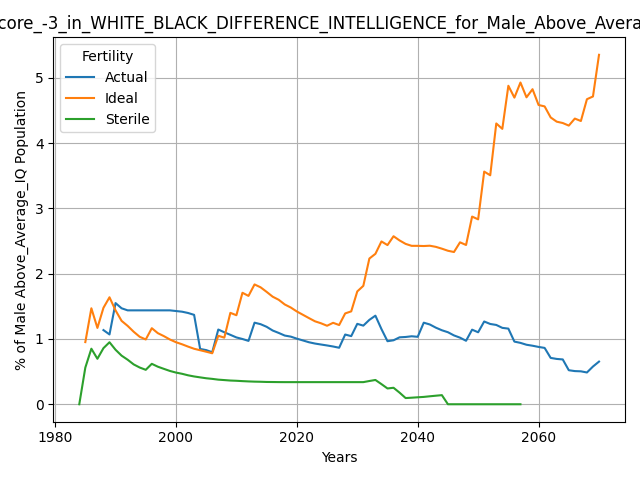 core_-3_in_WHITE_BLACK_DIFFERENCE_INTELLIGENCE_for_Male_Above_Avera
Fertility
Actual
Ideal
Sterile
% of Male Above_Average_IQ Population
5
4
3
2
1
0
1980 2000 2020 2040 2060
Years